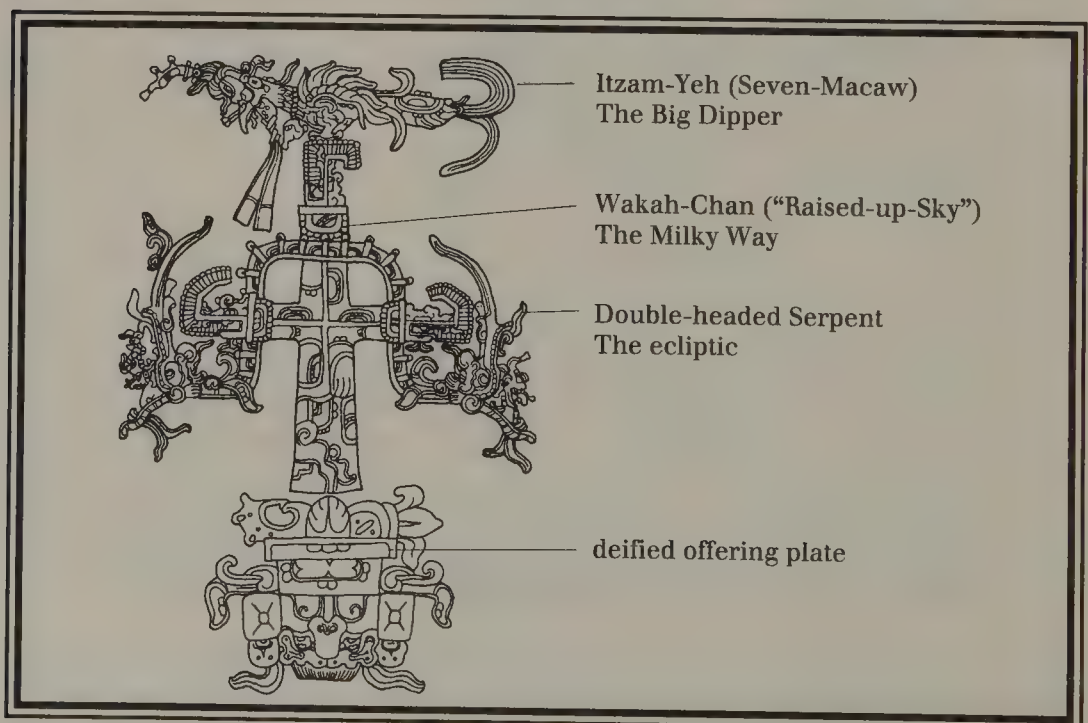 Itzam-Yeh (Seven-Macaw)
The Big Dipper
Wakah-Chan (“Raised-up-Sky”)
The Milky Way
Double-headed Serpent
The ecliptic
deified offering plate